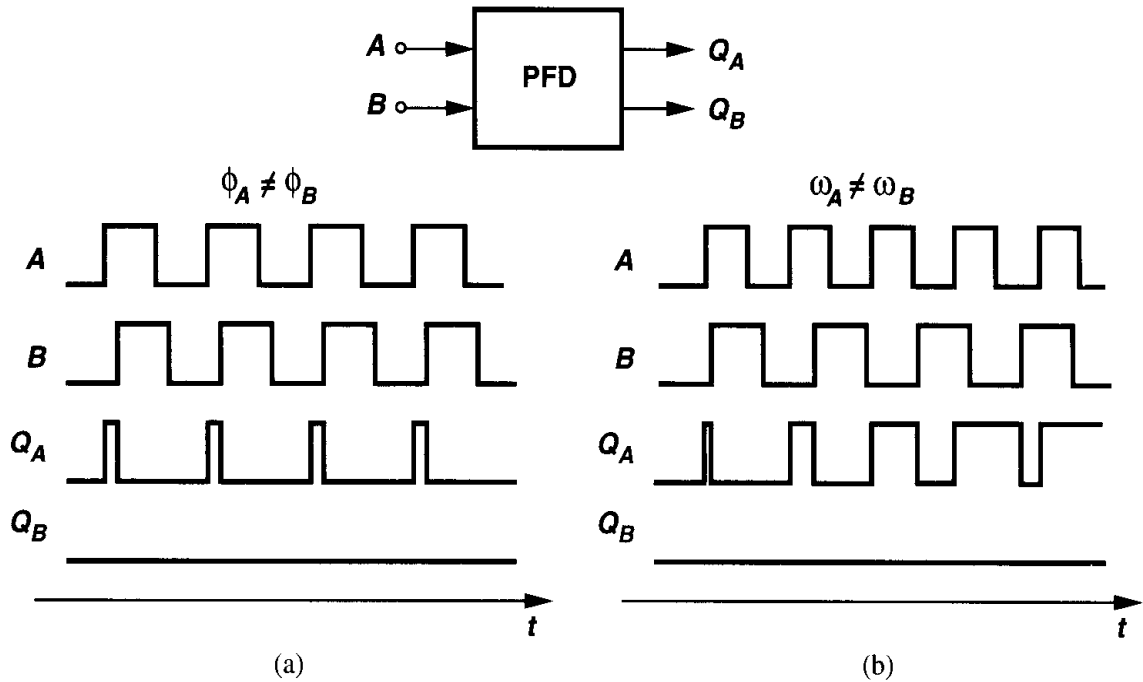 A PFD Q_A
B Q_B
ϕ_A ≠ ϕ_B
ω_A ≠ ω_B
A
B
Q_A
Q_B
t
(a)
A
B
Q_A
Q_B
t
(b)